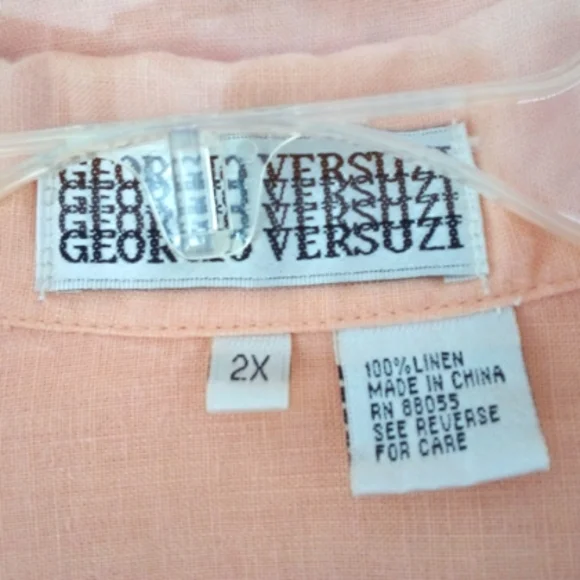 GEORGIO VERSUZI
GEORGIO VERSUZI
GEORGIO VERSUZI
GEORGIO VERSUZI
2X
100% LINEN
MADE IN CHINA
RN 88055
SEE REVERSE
FOR CARE